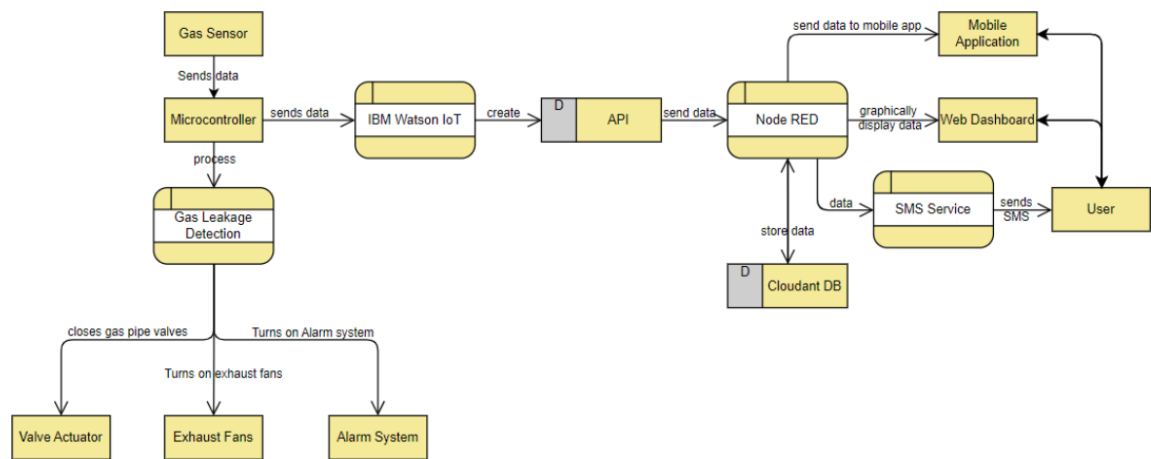 Gas Sensor
Sends data
Microcontroller
sends data
IBM Watson IoT
create
D
API
send data
Node RED
send data to mobile app
Mobile
Application
graphically
display data
Web Dashboard
process
Gas Leakage
Detection
data
SMS Service
sends
SMS
User
store data
D
Cloudant DB
closes gas pipe valves
Turns on Alarm system
Turns on exhaust fans
Valve Actuator
Exhaust Fans
Alarm System